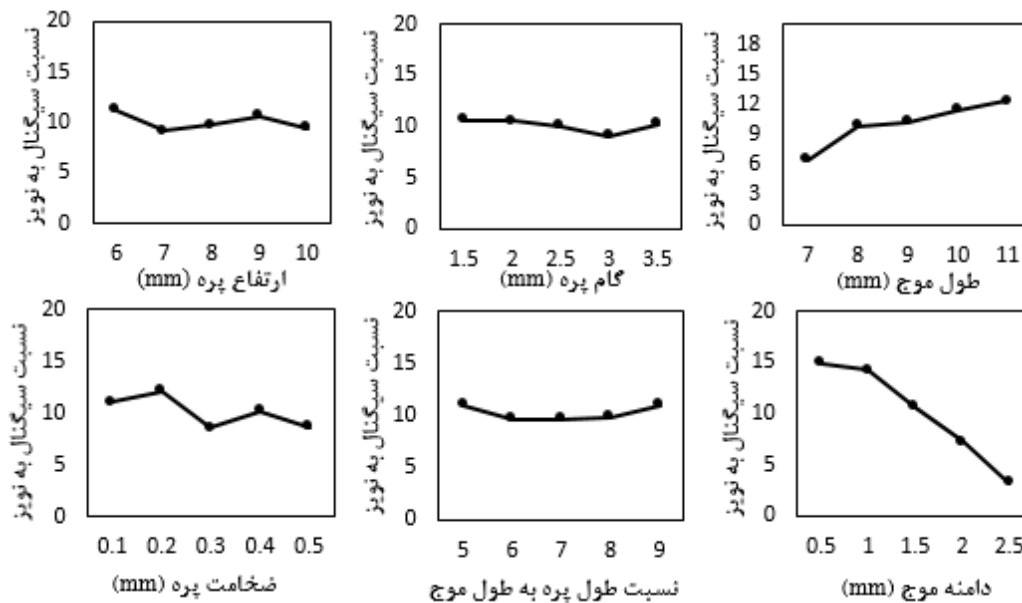 نسبت سیگنال به نویز
20
15
10
5
0
6 7 8 9 10
ارتفاع پره (mm)
نسبت سیگنال به نویز
20
15
10
5
0
1.5 2 2.5 3 3.5
گام پره (mm)
نسبت سیگنال به نویز
18
15
12
9
6
3
0
7 8 9 10 11
طول موج (mm)
نسبت سیگنال به نویز
20
15
10
5
0
0.1 0.2 0.3 0.4 0.5
ضخامت پره (mm)
نسبت سیگنال به نویز
20
15
10
5
0
5 6 7 8 9
نسبت طول پره به طول موج
نسبت سیگنال به نویز
20
15
10
5
0
0.5 1 1.5 2 2.5
دامنه موج (mm)